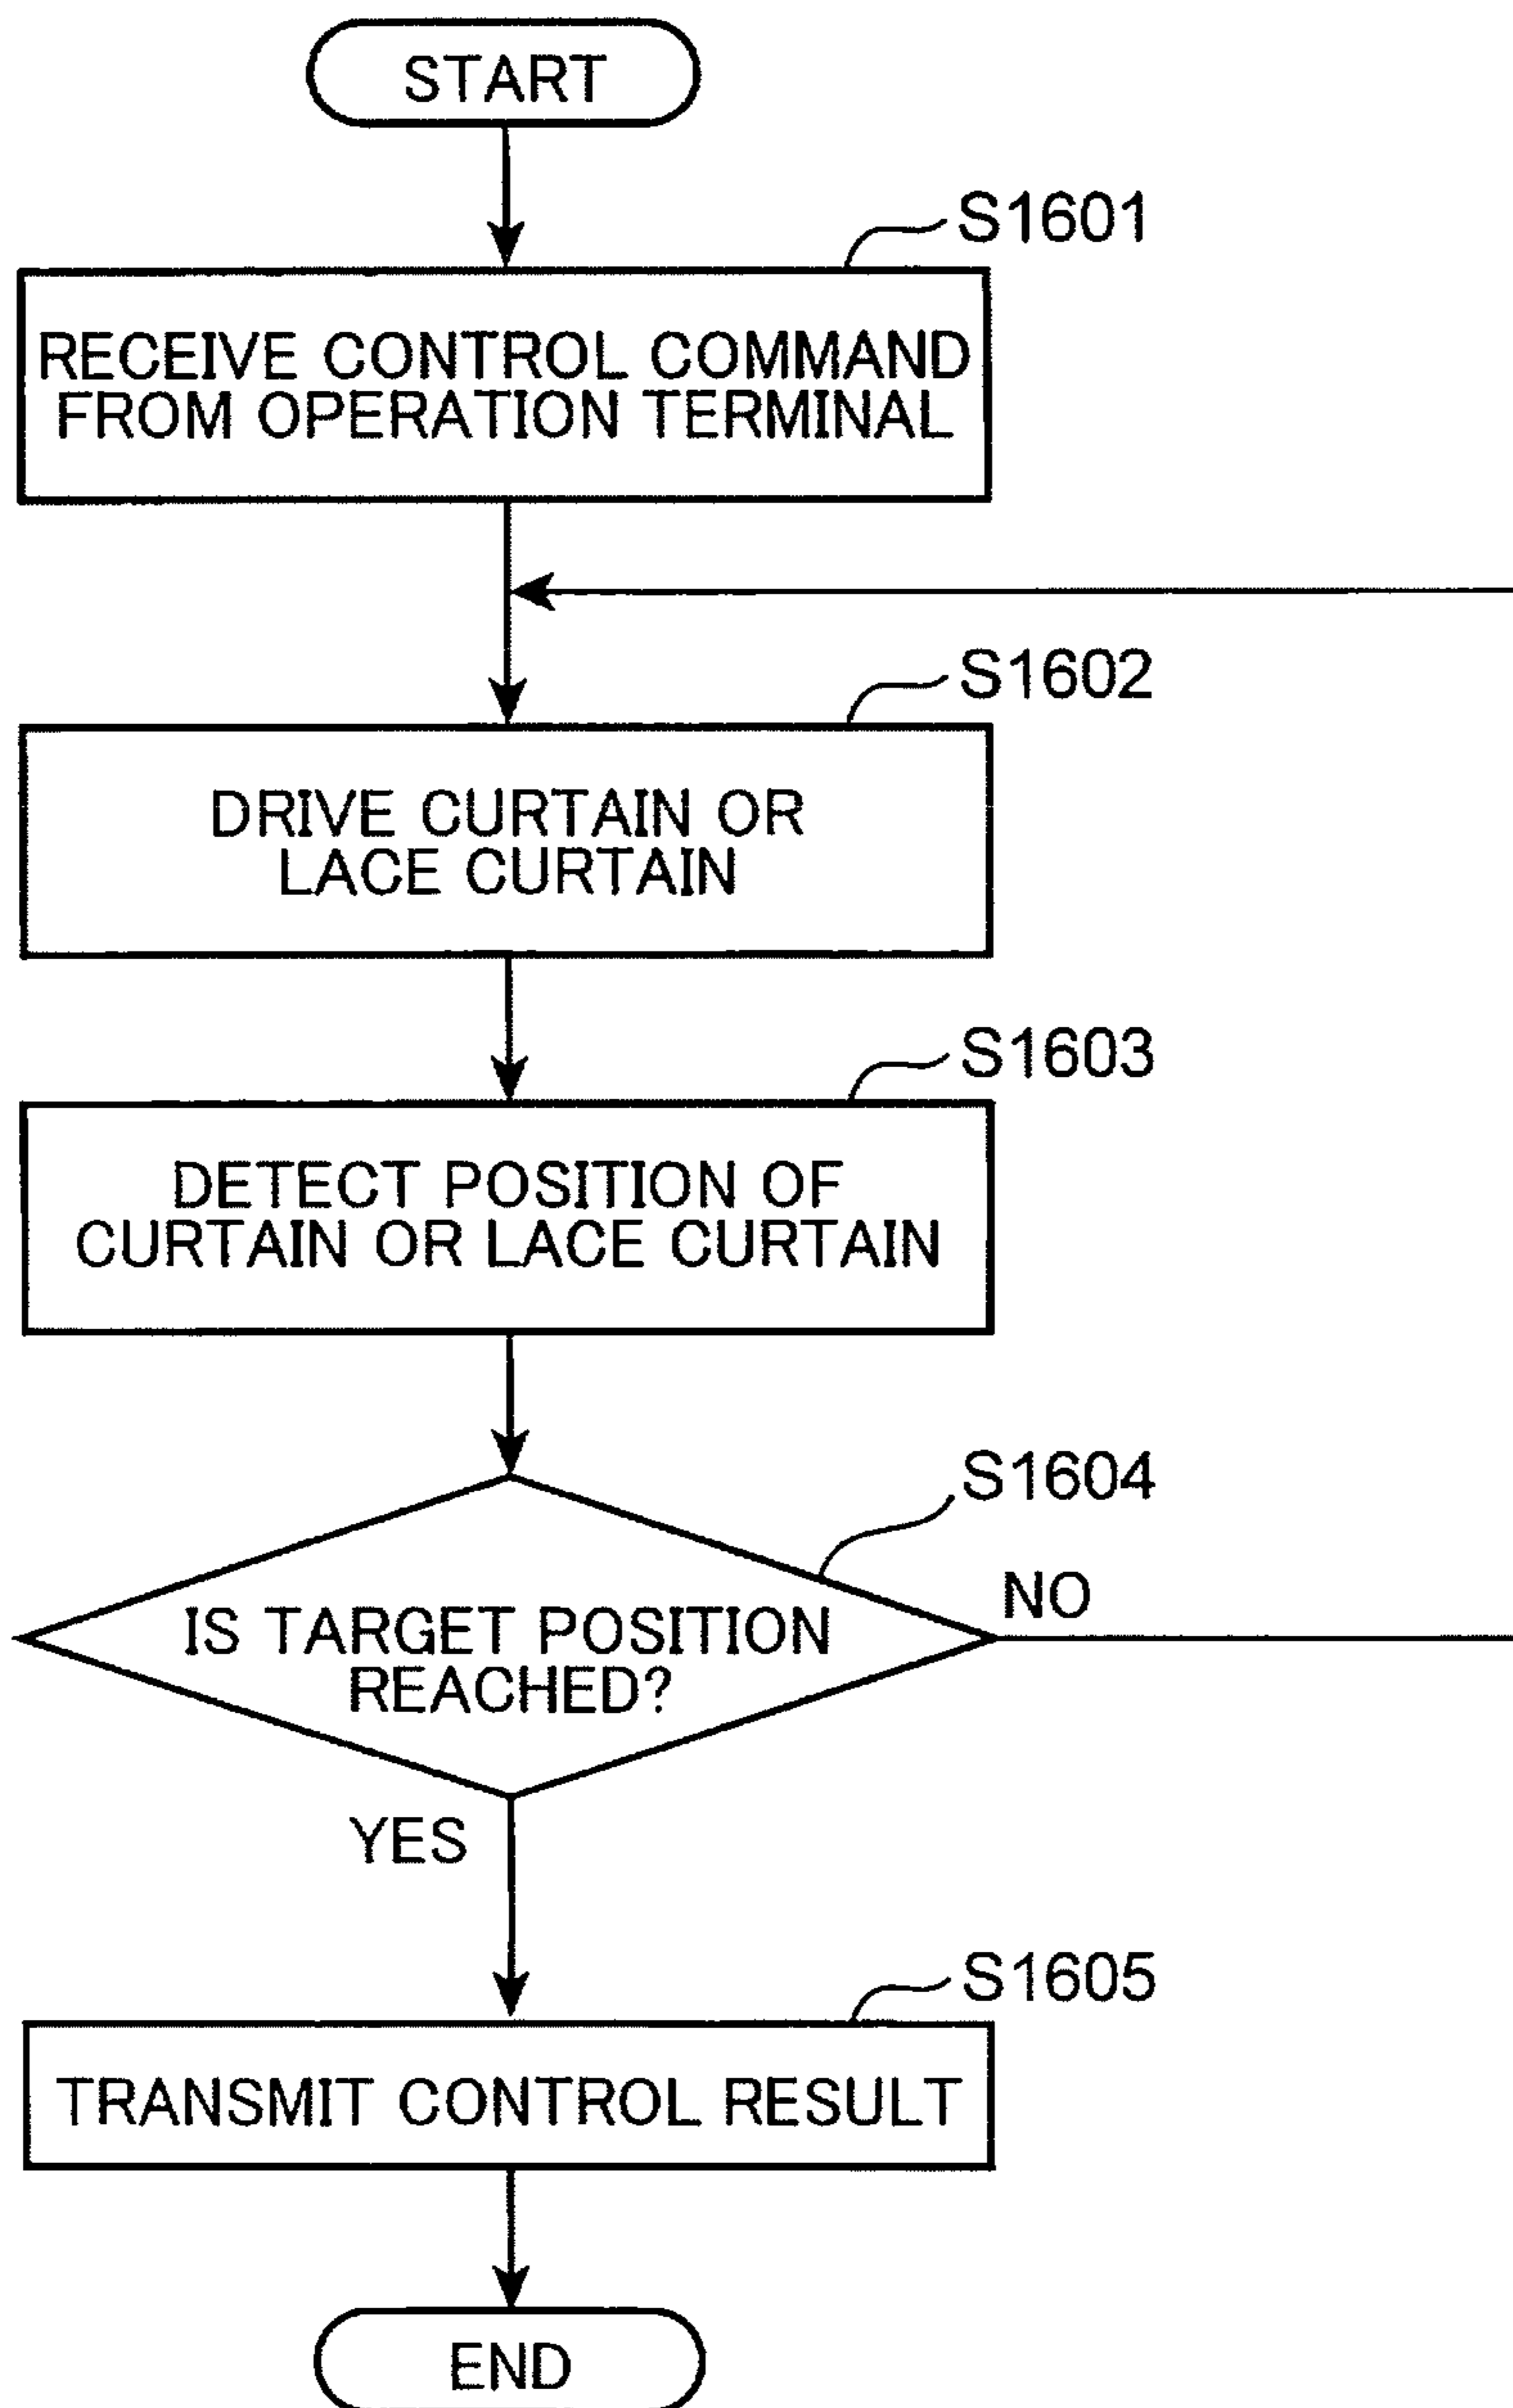 START
S1601
RECEIVE CONTROL COMMAND
FROM OPERATION TERMINAL
S1602
DRIVE CURTAIN OR
LACE CURTAIN
S1603
DETECT POSITION OF
CURTAIN OR LACE CURTAIN
S1604
NO
IS TARGET POSITION
REACHED?
YES
S1605
TRANSMIT CONTROL RESULT
END